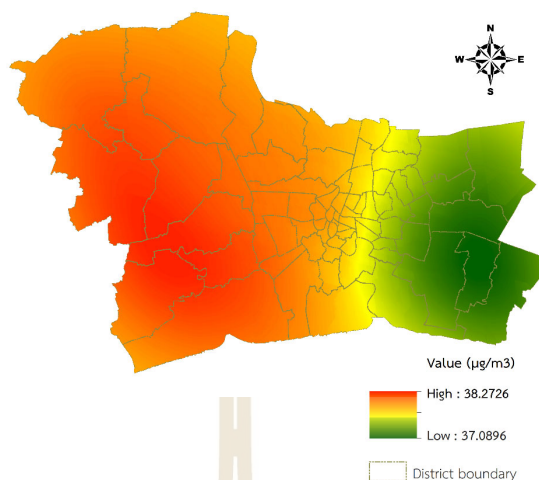 N
W E
S
Value (µg/m3)
High : 38.2726
Low : 37.0896
District boundary